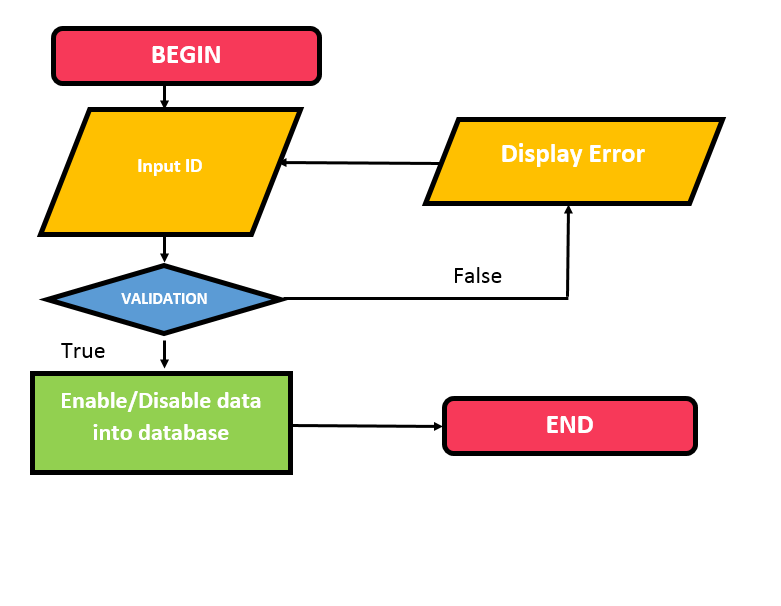 BEGIN
Input ID
Display Error
False
VALIDATION
True
Enable/Disable data
into database
END